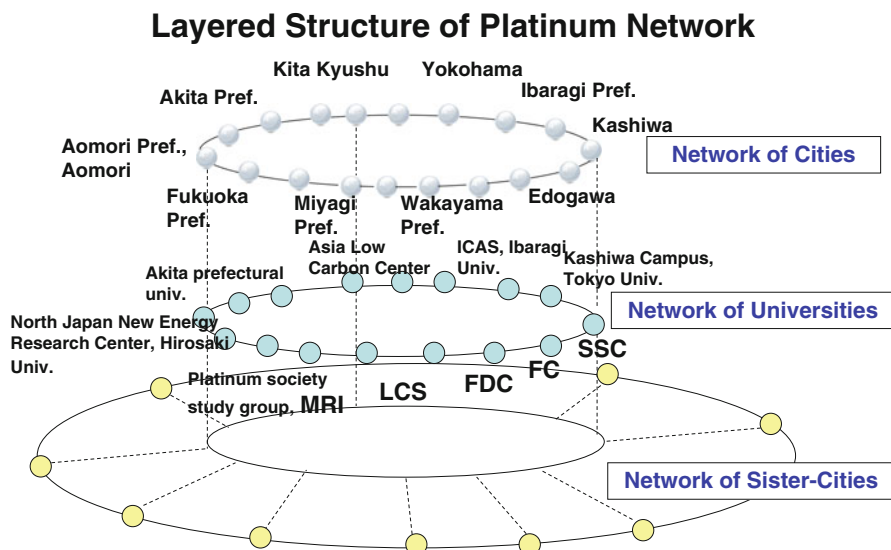 Layered Structure of Platinum Network
Kita Kyushu
Yokohama
Akita Pref.
Ibaragi Pref.
Kashiwa
Aomori Pref.,
Aomori
Network of Cities
Fukuoka
Pref.
Miyagi
Pref.
Wakayama
Pref.
Edogawa
Asia Low
Carbon Center
ICAS, Ibaragi
Univ.
Kashiwa Campus,
Tokyo Univ.
Akita prefectural
univ.
Network of Universities
North Japan New Energy
Research Center, Hirosaki
Univ.
SSC
FC
FDC
LCS
Platinum society
study group, MRI
Network of Sister-Cities